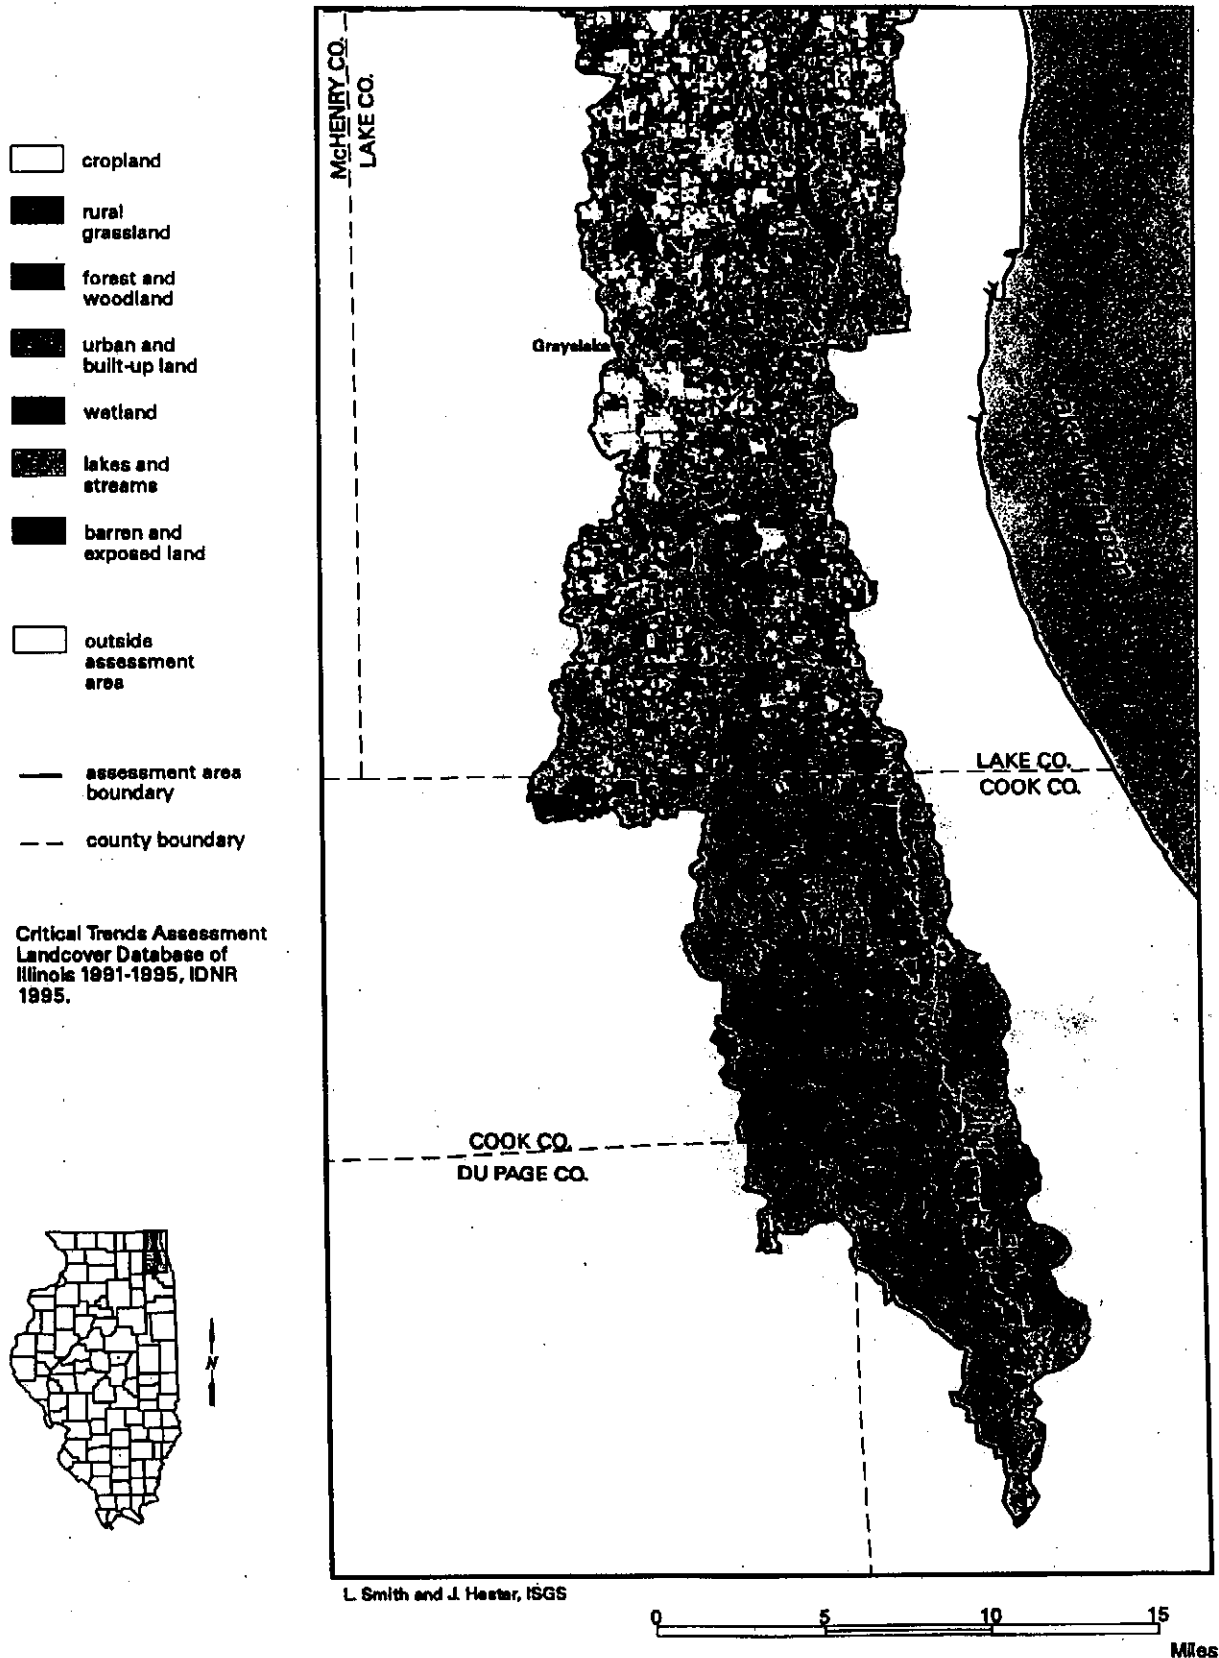 McHENRY CO.
LAKE CO.
cropland
rural
grassland
forest and
woodland
urban and
built-up land
wetland
lakes and
streams
barren and
exposed land
outside
assessment
area
assessment area
boundary
county boundary
Critical Trends Assessment
Landcover Database of
Illinois 1991-1995, IDNR
1995.
Grayslake
LAKE MICHIGAN
LAKE CO.
COOK CO.
COOK CO.
DU PAGE CO.
N
L. Smith and J. Hester, ISGS
0 5 10 15
Miles